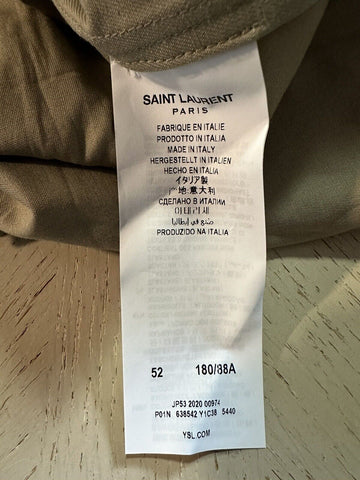 SAINT LAURENT
PARIS
FABRIQUE EN ITALIE
PRODOTTO IN ITALIA
MADE IN ITALY
HERGESTELLT IN ITALIEN
HECHO EN ITALIA
イタリア製
产地:意大利
СДЕЛАНО В ИТАЛИИ
이태리제
صنع في إيطاليا
PRODUZIDO NA ITALIA
52 180/88A
JP53 2020 00974
P01N 638542 Y1C38 5440
YSL.COM